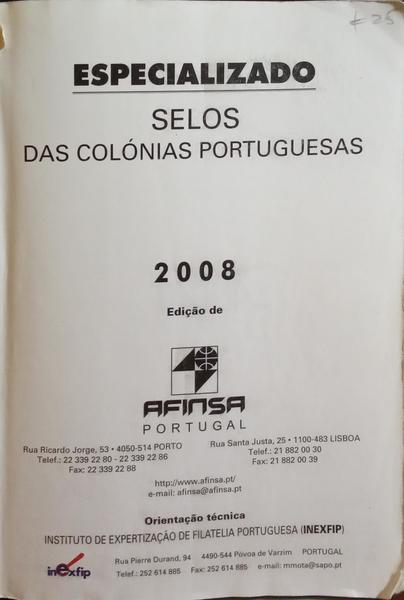 £25
ESPECIALIZADO
SELOS
DAS COLÓNIAS PORTUGUESAS
2008
Edição de
AFINSA
PORTUGAL
Rua Ricardo Jorge, 53 • 4050-514 PORTO
Telef.: 22 339 22 80 - 22 339 22 86
Fax: 22 339 22 88
Rua Santa Justa, 25 • 1100-483 LISBOA
Telef.: 21 882 00 30
Fax: 21 882 00 39
http://www.afinsa.pt/
e-mail: afinsa@afinsa.pt
Orientação técnica
INSTITUTO DE EXPERTIZAÇÃO DE FILATELIA PORTUGUESA (INEXFIP)
inexfip
Rua Pierre Durand, 94 4490-544 Póvoa de Varzim PORTUGAL
Telef.: 252 614 885 Fax: 252 614 885 e-mail: mmota@sapo.pt